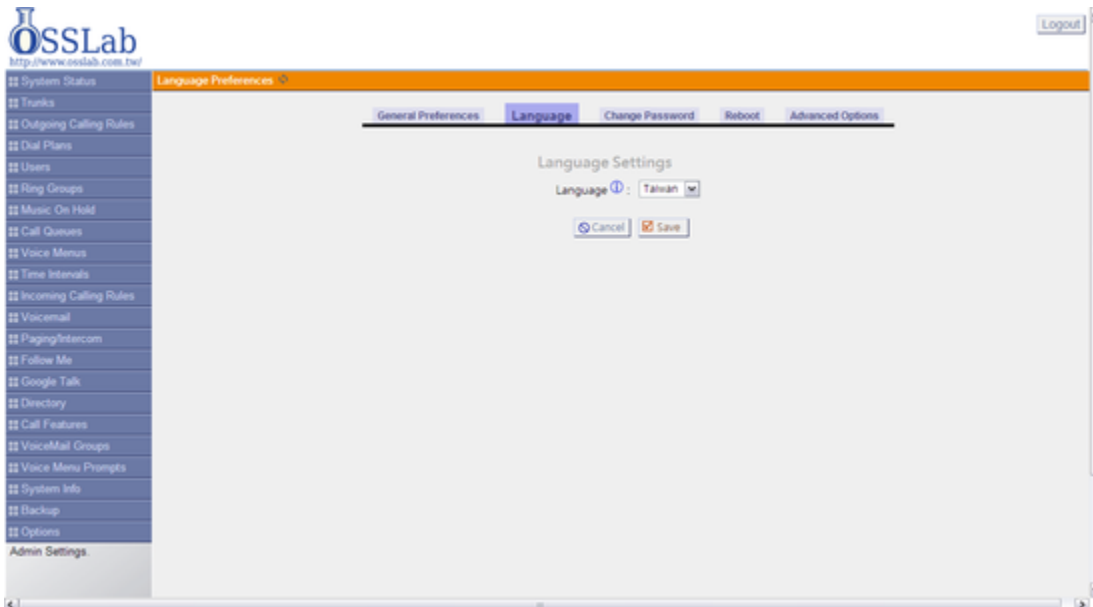 OSSLab
http://www.osslab.com.tw/
Logout
System Status
Trunks
Outgoing Calling Rules
Dial Plans
Users
Ring Groups
Music On Hold
Call Queues
Voice Menus
Time Intervals
Incoming Calling Rules
Voicemail
Paging/Intercom
Follow Me
Google Talk
Directory
Call Features
VoiceMail Groups
Voice Menu Prompts
System Info
Backup
Options
Admin Settings.
Language Preferences
General Preferences Language Change Password Reboot Advanced Options
Language Settings
Language : Taiwan
Cancel Save